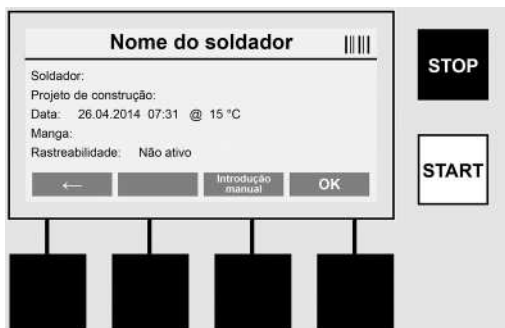 Nome do soldador
STOP
Soldador:
Projeto de construção:
Data: 26.04.2014 07:31 @ 15 °C
Manga:
Rastreabilidade: Não ativo
START
←
Introdução
manual
OK